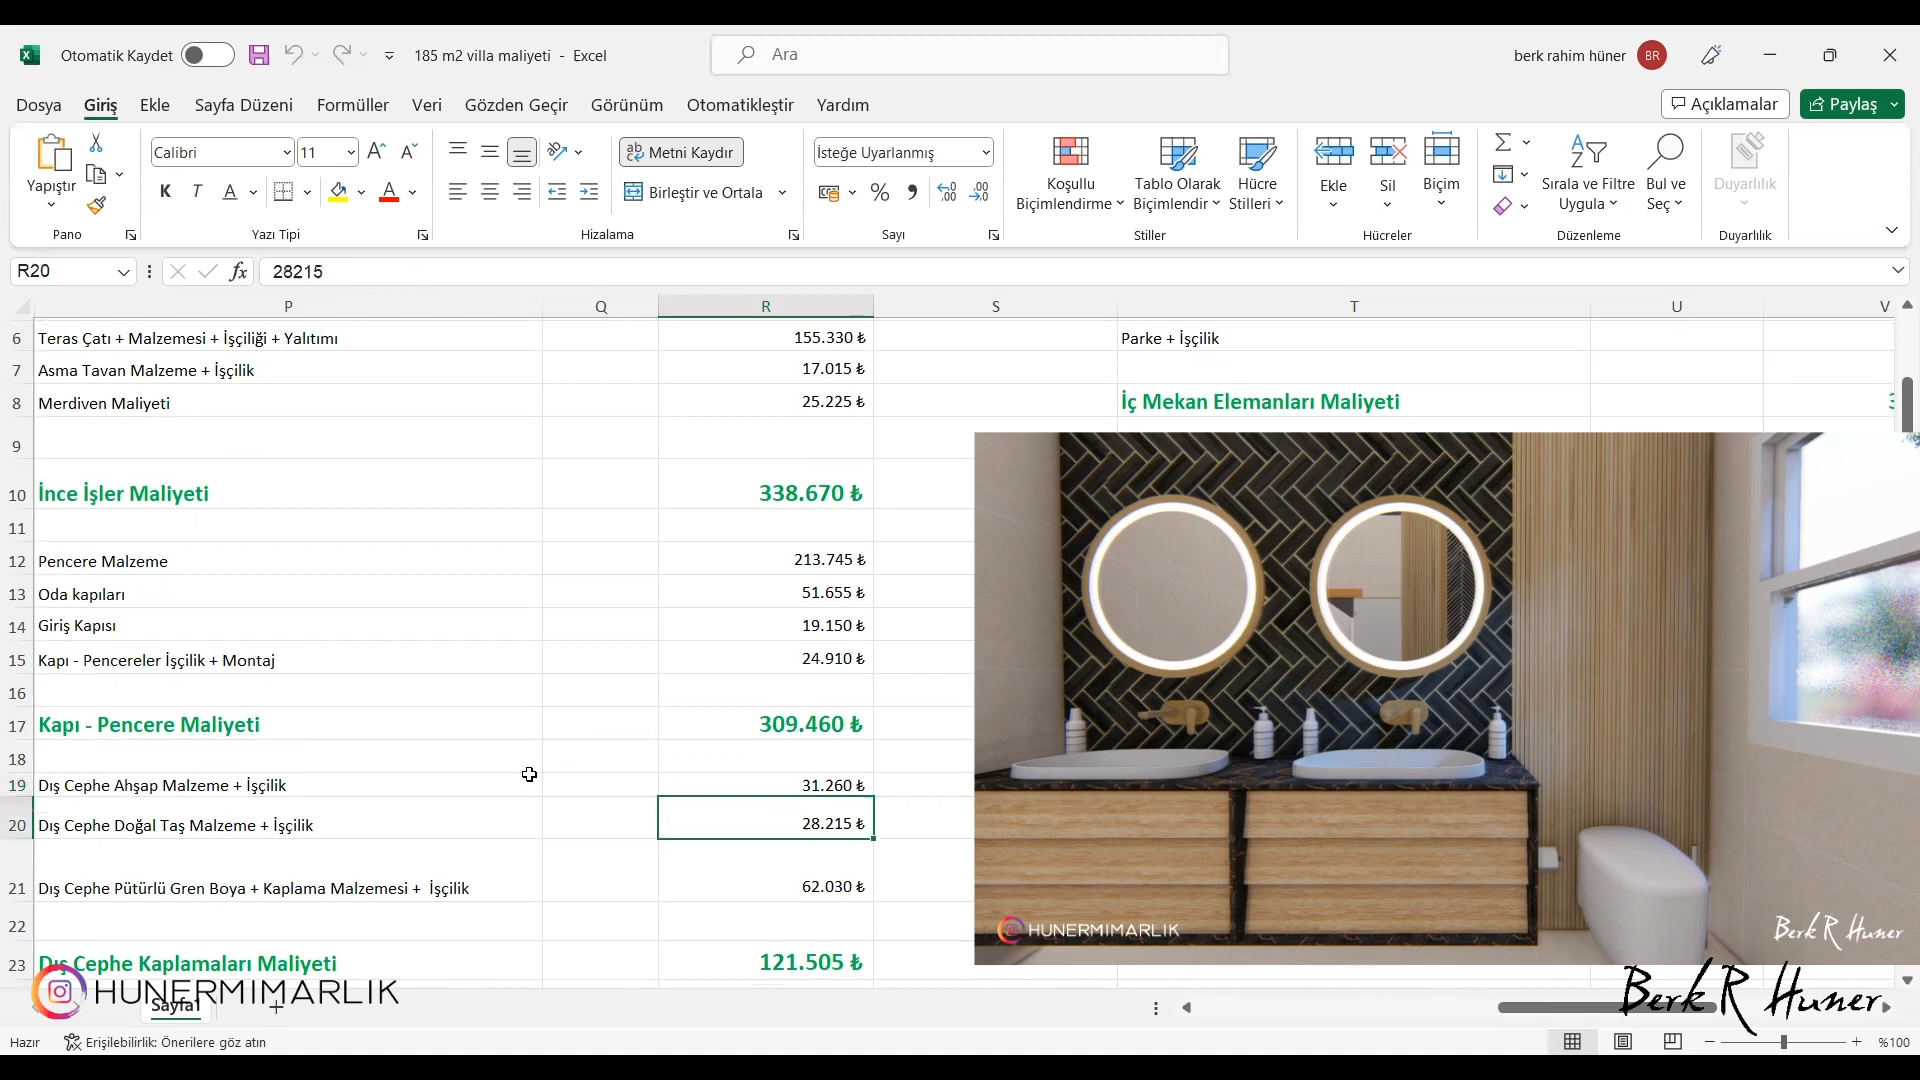 Otomatik Kaydet 185 m2 villa maliyeti - Excel Ara berk rahim hüner BR
Dosya Giriş Ekle Sayfa Düzeni Formüller Veri Gözden Geçir Görünüm Otomatikleştir Yardım Açıklamalar Paylaş
Yapıştır
Pano
Calibri 11
K T A A
Yazı Tipi
Metni Kaydır
Birleştir ve Ortala
Hizalama
İsteğe Uyarlanmış
Sayı
Koşullu Biçimlendirme
Tablo Olarak Biçimlendir
Hücre Stilleri
Stiller
Ekle
Sil
Biçim
Hücreler
Sırala ve Filtre Uygula
Bul ve Seç
Düzenleme
Duyarlılık
Duyarlılık
R20 fx 28215
P Q R S T U V
6 Teras Çatı + Malzemesi + İşçiliği + Yalıtımı 155.330 ₺ Parke + İşçilik
7 Asma Tavan Malzeme + İşçilik 17.015 ₺
8 Merdiven Maliyeti 25.225 ₺ İç Mekan Elemanları Maliyeti
9
10 İnce İşler Maliyeti 338.670 ₺
11
12 Pencere Malzeme 213.745 ₺
13 Oda kapıları 51.655 ₺
14 Giriş Kapısı 19.150 ₺
15 Kapı - Pencereler İşçilik + Montaj 24.910 ₺
16
17 Kapı - Pencere Maliyeti 309.460 ₺
18
19 Dış Cephe Ahşap Malzeme + İşçilik 31.260 ₺
20 Dış Cephe Doğal Taş Malzeme + İşçilik 28.215 ₺
21 Dış Cephe Pütürlü Gren Boya + Kaplama Malzemesi + İşçilik 62.030 ₺
22
23 Dış Cephe Kaplamaları Maliyeti 121.505 ₺
HUNERMIMARLIK
Berk R Huner
HUNERMIMARLIK
Berk R Huner
Sayfa1
Hazır Erişilebilirlik: Önerilere göz atın %100